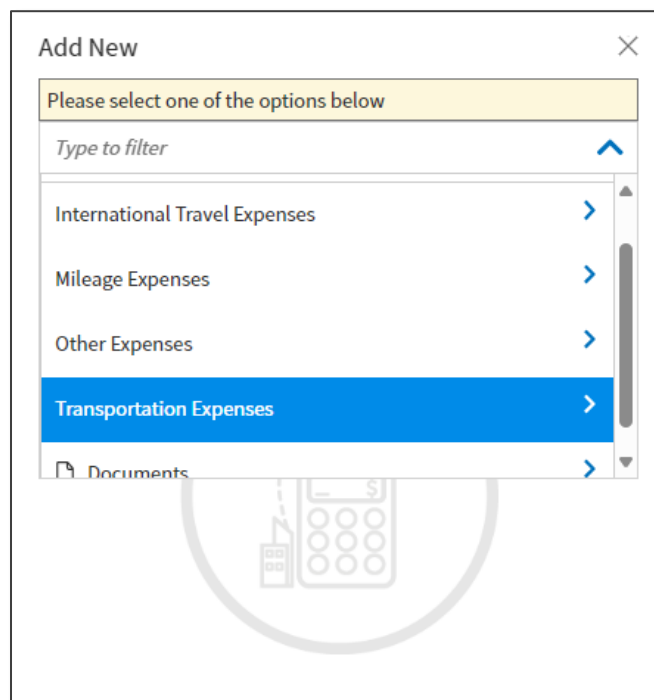 Add New
Please select one of the options below
Type to filter
International Travel Expenses
Mileage Expenses
Other Expenses
Transportation Expenses
Documents
$